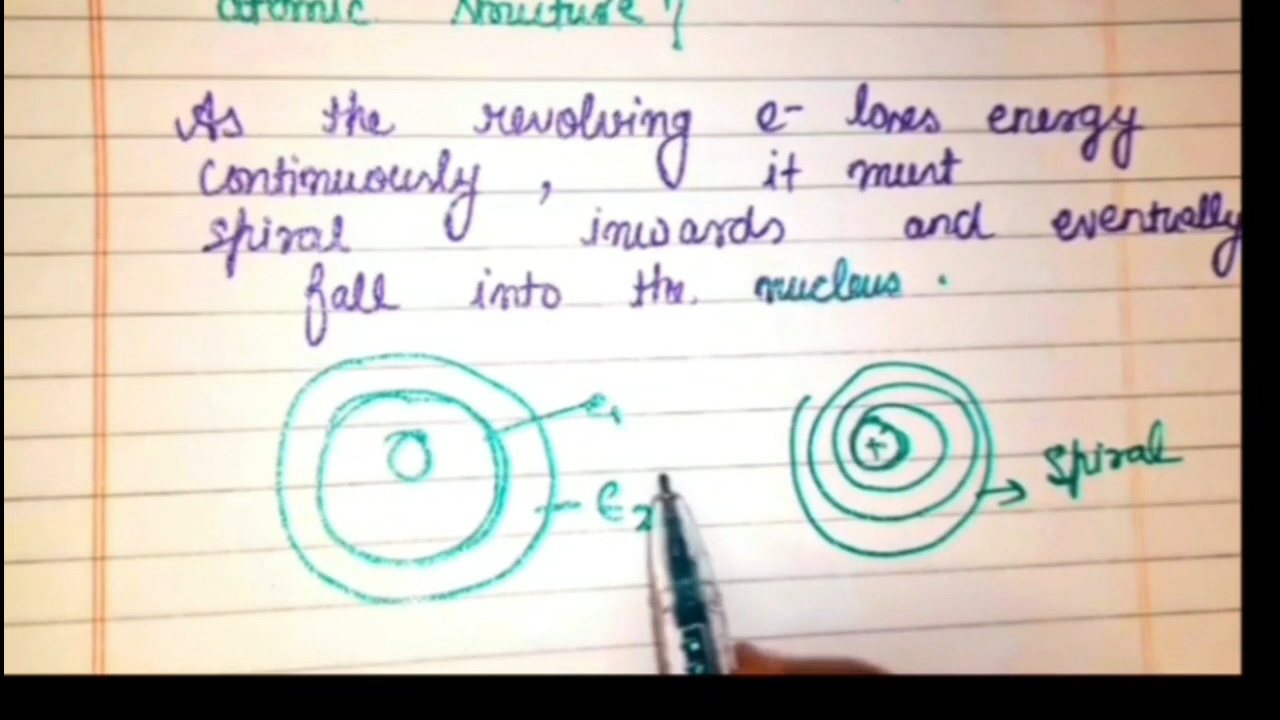 atomic structure?
As the revolving e- loses energy
continuously, it must
spiral inwards and eventually
fall into the nucleus.
e1
E2
+
Spiral